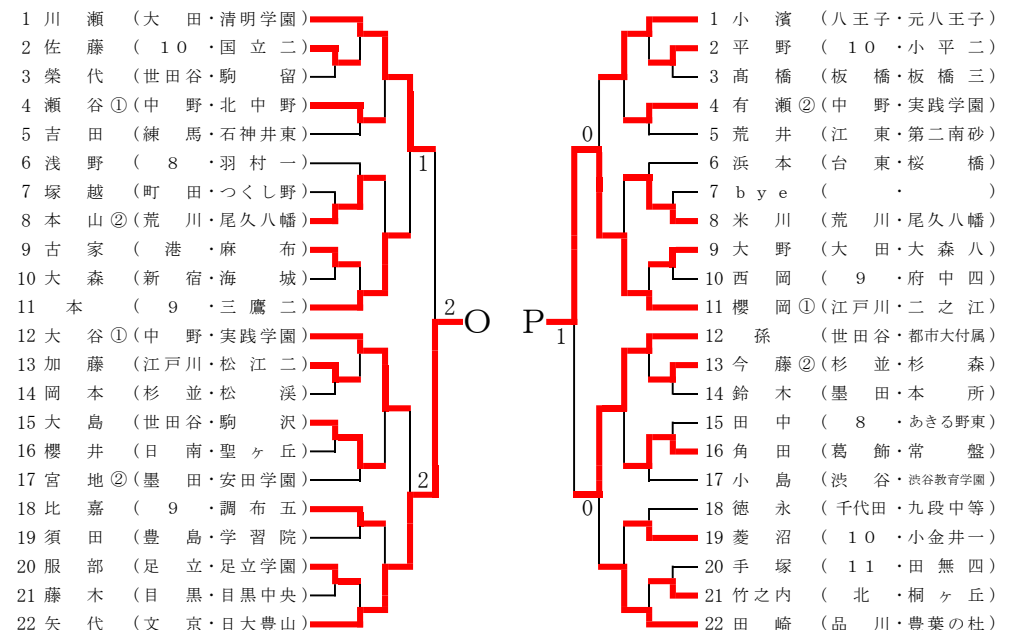 1 川 瀬 (大 田・清明学園)
2 佐 藤 ( 10 ・国 立 二)
3 榮 代 (世田谷・駒 留)
4 瀬 谷①(中 野・北 中 野)
5 吉 田 (練 馬・石神井東)
6 浅 野 ( 8 ・羽 村 一)
7 塚 越 (町 田・つくし野)
8 本 山②(荒 川・尾久八幡)
9 古 家 ( 港 ・麻 布)
10 大 森 (新 宿・海 城)
11 本 ( 9 ・三 鷹 二)
12 大 谷①(中 野・実践学園)
13 加 藤 (江戸川・松 江 二)
14 岡 本 (杉 並・松 渓)
15 大 島 (世田谷・駒 沢)
16 櫻 井 (日 南・聖ヶ丘)
17 宮 地②(墨 田・安田学園)
18 比 嘉 ( 9 ・調 布 五)
19 須 田 (豊 島・学 習 院)
20 服 部 (足 立・足立学園)
21 藤 木 (目 黒・目黒中央)
22 矢 代 (文 京・日大豊山)
1
2
2
O
P
1
0
0
1 小 濱 (八王子・元八王子)
2 平 野 ( 10 ・小 平 二)
3 髙 橋 (板 橋・板 橋 三)
4 有 瀬②(中 野・実践学園)
5 荒 井 (江 東・第二南砂)
6 浜 本 (台 東・桜 橋)
7 bye ( ・ )
8 米 川 (荒 川・尾久八幡)
9 大 野 (大 田・大 森 八)
10 西 岡 ( 9 ・府 中 四)
11 櫻 岡①(江戸川・二 之 江)
12 孫 (世田谷・都市大付属)
13 今 藤②(杉 並・杉 森)
14 鈴 木 (墨 田・本 所)
15 田 中 ( 8 ・あきる野東)
16 角 田 (葛 飾・常 盤)
17 小 島 (渋 谷・渋谷教育学園)
18 徳 永 (千代田・九段中等)
19 菱 沼 ( 10 ・小金井一)
20 手 塚 ( 11 ・田 無 四)
21 竹之内 ( 北 ・桐 ヶ 丘)
22 田 崎 (品 川・豊葉の杜)